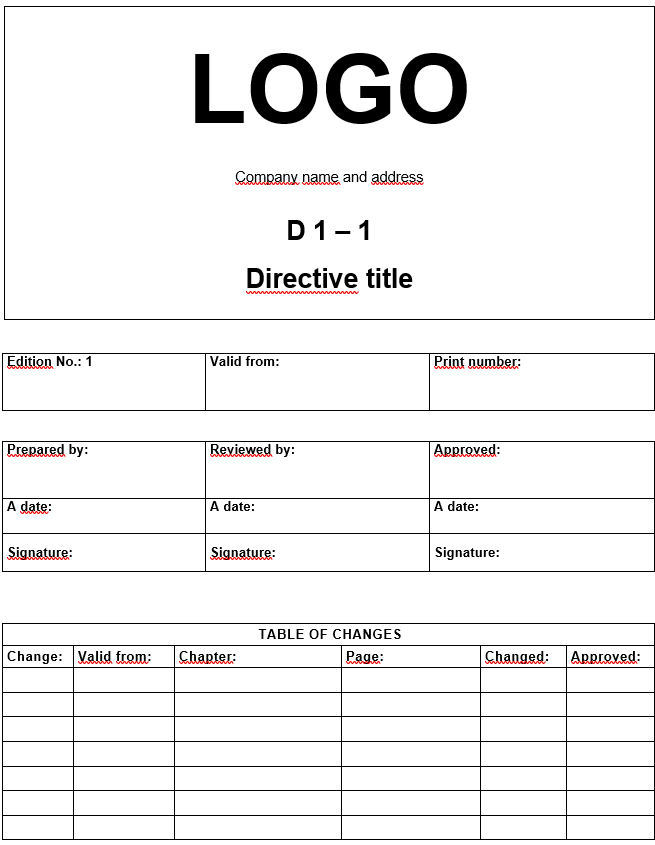 LOGO
Company name and address
D 1 – 1
Directive title
Edition No.: 1 Valid from: Print number:
Prepared by: Reviewed by: Approved:
A date: A date: A date:
Signature: Signature: Signature:
TABLE OF CHANGES
Change: Valid from: Chapter: Page: Changed: Approved: